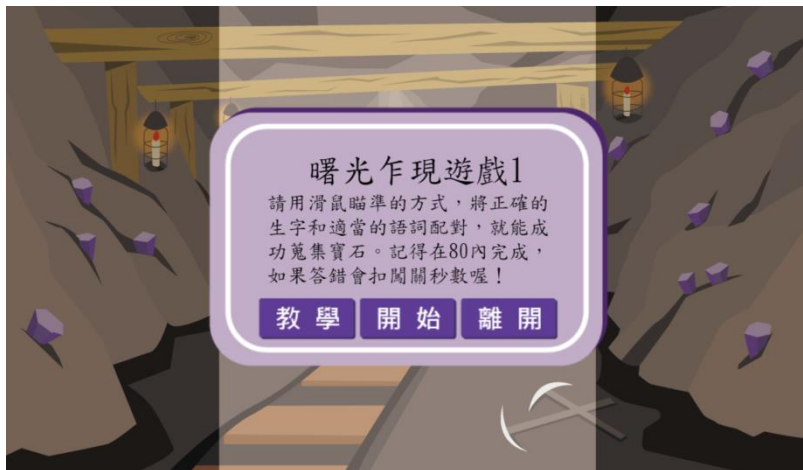 曙光乍現遊戲1
請用滑鼠瞄準的方式，將正確的
生字和適當的語詞配對，就能成
功蒐集寶石。記得在80內完成，
如果答錯會扣闖關秒數喔！
教學 開始 離開